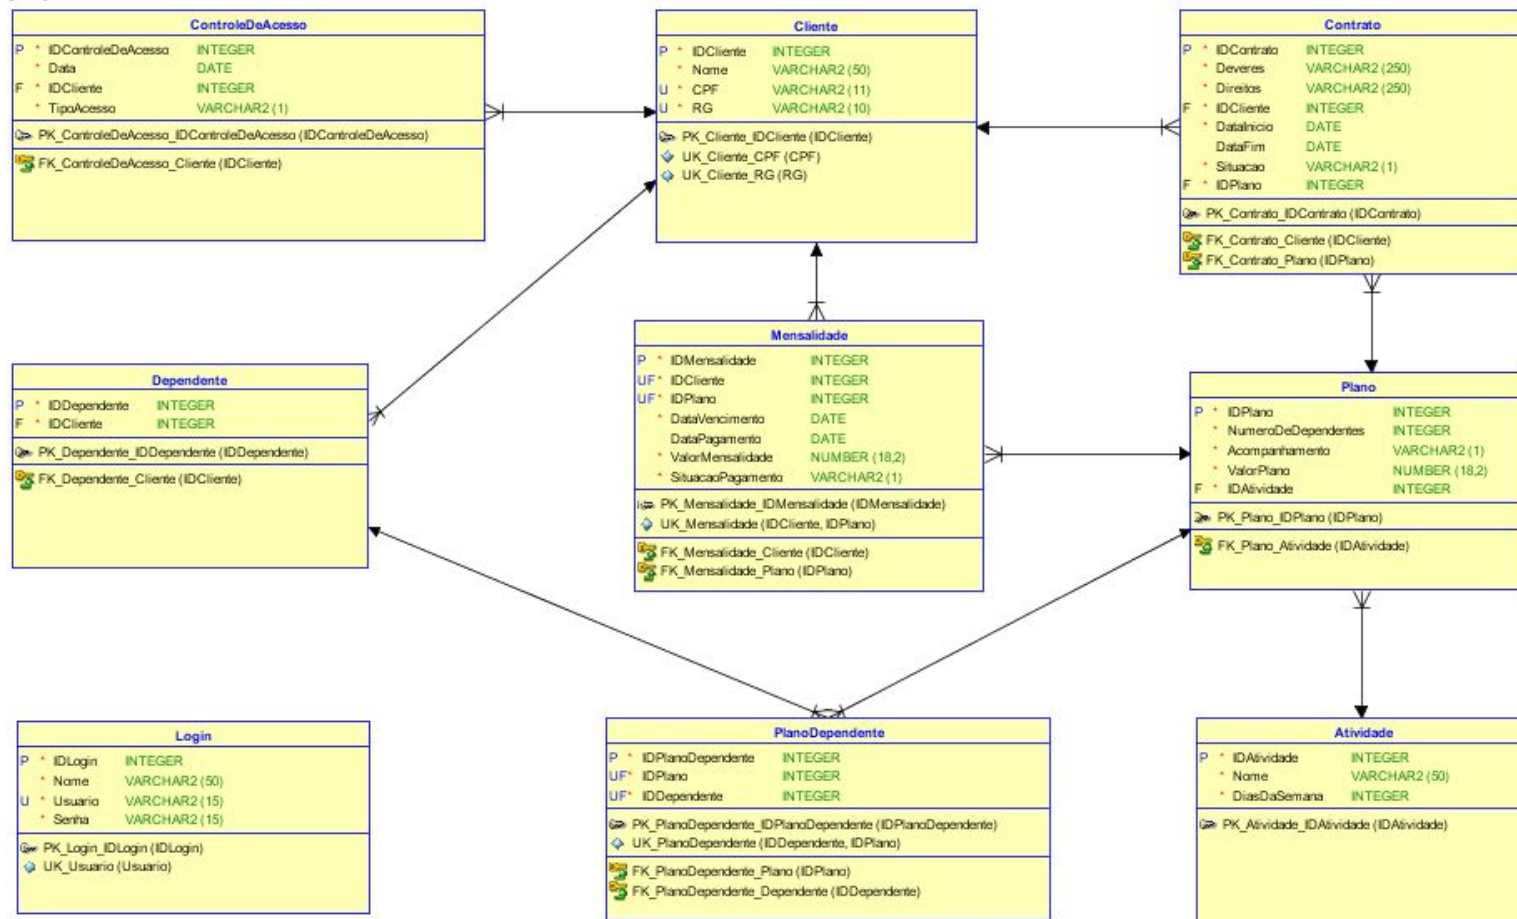 ControleDeAcesso
P * IDControleDeAcesso INTEGER
* Data DATE
F * IDCliente INTEGER
* TipoAcesso VARCHAR2 (1)
PK_ControleDeAcesso_IDControleDeAcesso (IDControleDeAcesso)
FK_ControleDeAcesso_Cliente (IDCliente)
Cliente
P * IDCliente INTEGER
* Nome VARCHAR2 (50)
U * CPF VARCHAR2 (11)
U * RG VARCHAR2 (10)
PK_Cliente_IDCliente (IDCliente)
UK_Cliente_CPF (CPF)
UK_Cliente_RG (RG)
Contrato
P * IDContrato INTEGER
* Deveres VARCHAR2 (250)
* Direitos VARCHAR2 (250)
F * IDCliente INTEGER
* DataInicio DATE
DataFim DATE
* Situacao VARCHAR2 (1)
F * IDPlano INTEGER
PK_Contrato_IDContrato (IDContrato)
FK_Contrato_Cliente (IDCliente)
FK_Contrato_Plano (IDPlano)
Dependente
P * IDDependente INTEGER
F * IDCliente INTEGER
PK_Dependente_IDDependente (IDDependente)
FK_Dependente_Cliente (IDCliente)
Mensalidade
P * IDMensalidade INTEGER
UF* IDCliente INTEGER
UF* IDPlano INTEGER
* DataVencimento DATE
DataPagamento DATE
* ValorMensalidade NUMBER (18,2)
* SituacaoPagamento VARCHAR2 (1)
PK_Mensalidade_IDMensalidade (IDMensalidade)
UK_Mensalidade (IDCliente, IDPlano)
FK_Mensalidade_Cliente (IDCliente)
FK_Mensalidade_Plano (IDPlano)
Plano
P * IDPlano INTEGER
* NumeroDeDependentes INTEGER
* Acompanhamento VARCHAR2 (1)
* ValorPlano NUMBER (18,2)
F * IDAtividade INTEGER
PK_Plano_IDPlano (IDPlano)
FK_Plano_Atividade (IDAtividade)
Login
P * IDLogin INTEGER
* Nome VARCHAR2 (50)
U * Usuario VARCHAR2 (15)
* Senha VARCHAR2 (15)
PK_Login_IDLogin (IDLogin)
UK_Usuario (Usuario)
PlanoDependente
P * IDPlanoDependente INTEGER
UF* IDPlano INTEGER
UF* IDDependente INTEGER
PK_PlanoDependente_IDPlanoDependente (IDPlanoDependente)
UK_PlanoDependente (IDDependente, IDPlano)
FK_PlanoDependente_Plano (IDPlano)
FK_PlanoDependente_Dependente (IDDependente)
Atividade
P * IDAtividade INTEGER
* Nome VARCHAR2 (50)
* DiasDaSemana INTEGER
PK_Atividade_IDAtividade (IDAtividade)